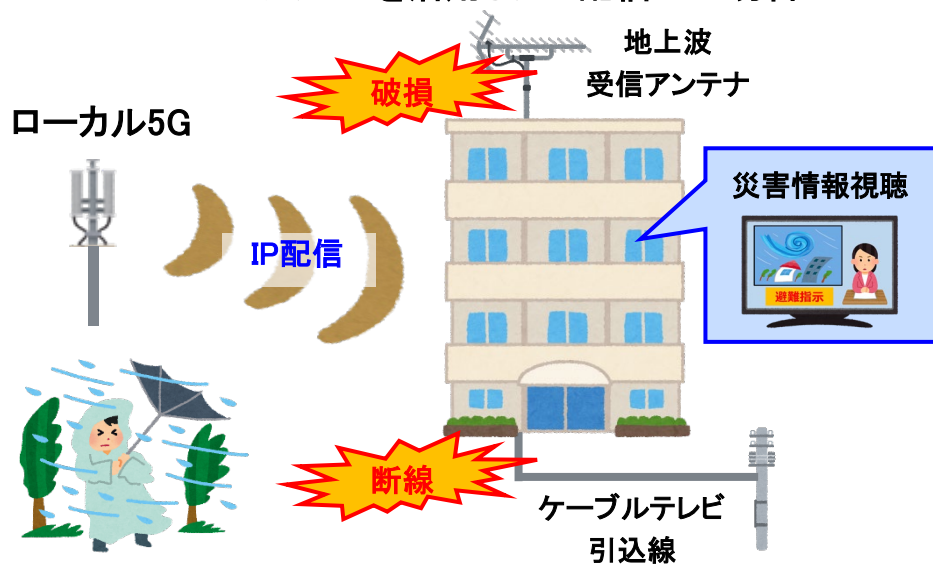 地上波
受信アンテナ
破損
ローカル5G
災害情報視聴
IP配信
避難指示
断線
ケーブルテレビ
引込線